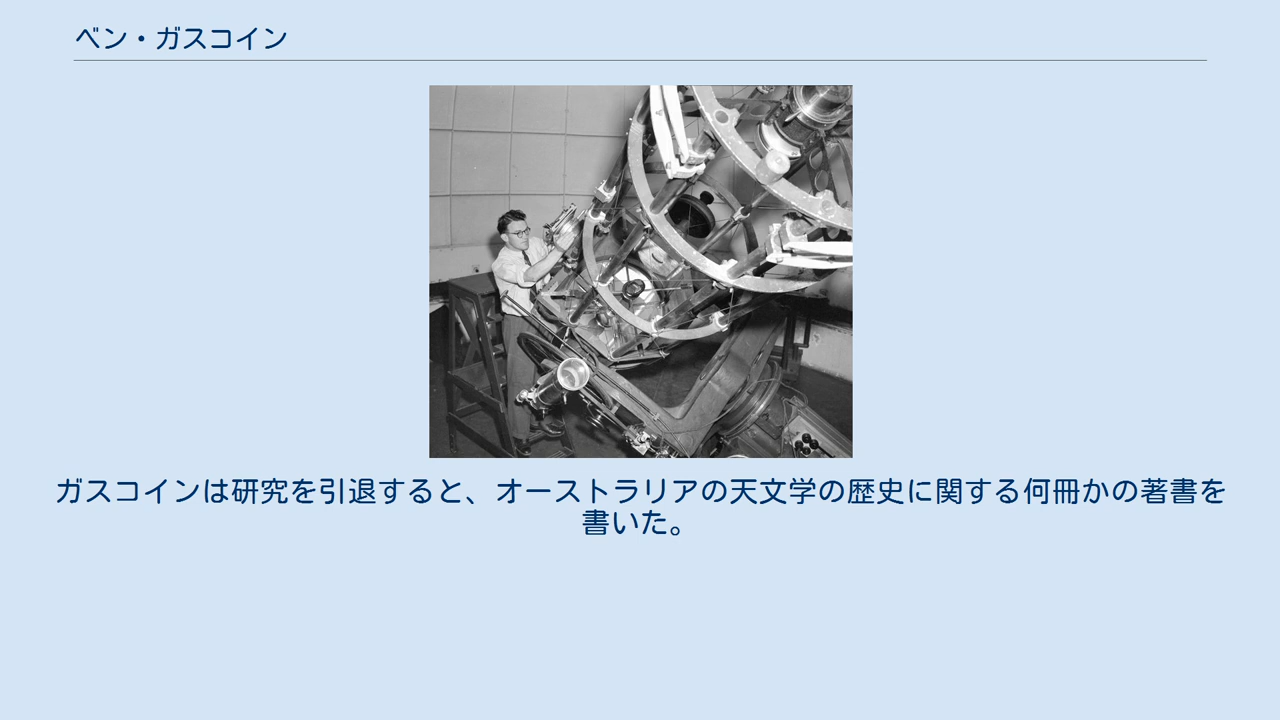 ベン・ガスコイン
ガスコインは研究を引退すると、オーストラリアの天文学の歴史に関する何冊かの著書を
書いた。